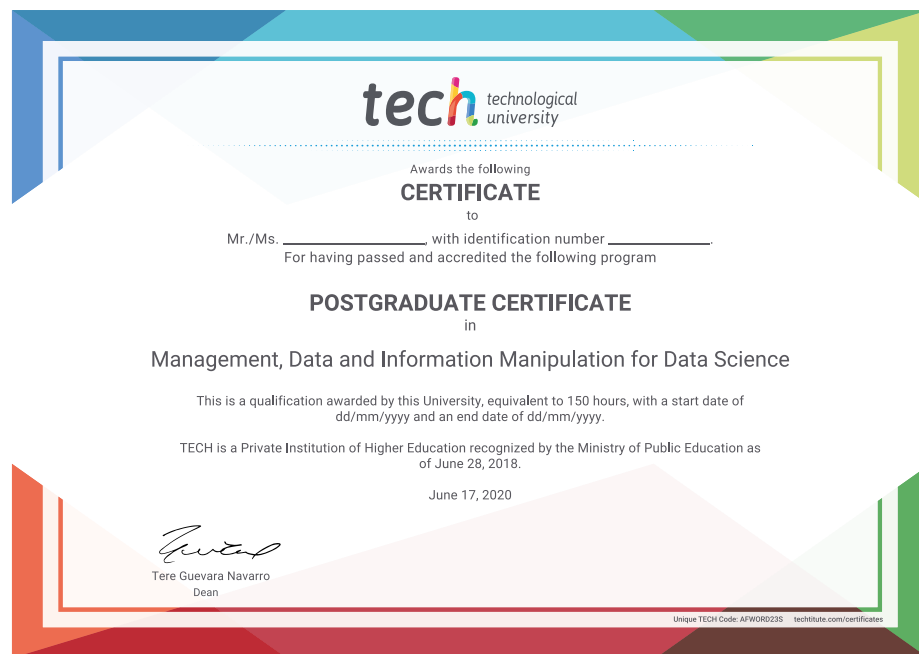 tech technological
university
Awards the following
CERTIFICATE
to
Mr./Ms. ____________________, with identification number ______________.
For having passed and accredited the following program
POSTGRADUATE CERTIFICATE
in
Management, Data and Information Manipulation for Data Science
This is a qualification awarded by this University, equivalent to 150 hours, with a start date of
dd/mm/yyyy and an end date of dd/mm/yyyy.
TECH is a Private Institution of Higher Education recognized by the Ministry of Public Education as
of June 28, 2018.
June 17, 2020
Tere Guevara Navarro
Dean
Unique TECH Code: AFWORD23S techtitute.com/certificates